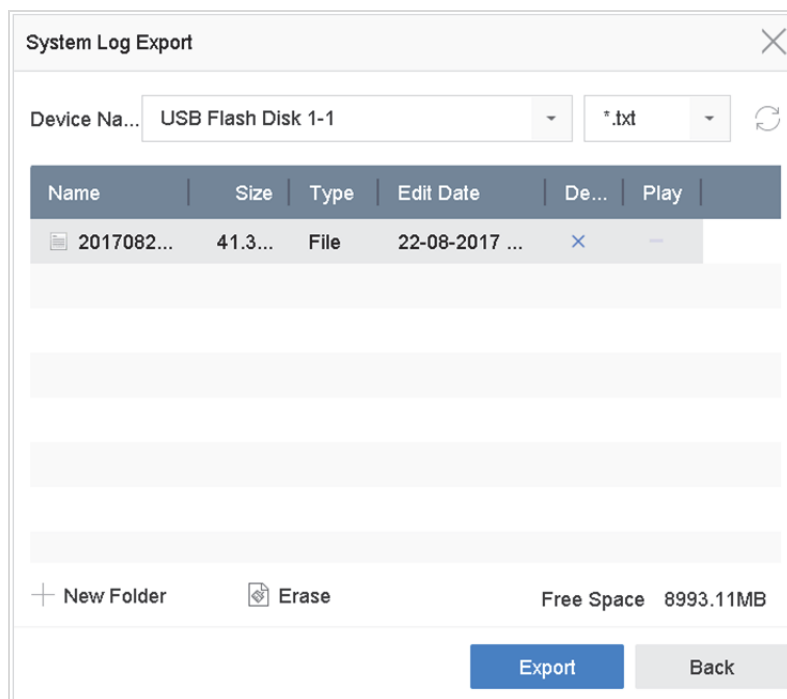 System Log Export
Device Na... USB Flash Disk 1-1 *.txt
Name Size Type Edit Date De... Play
2017082... 41.3... File 22-08-2017 ...
New Folder Erase Free Space 8993.11MB
Export Back